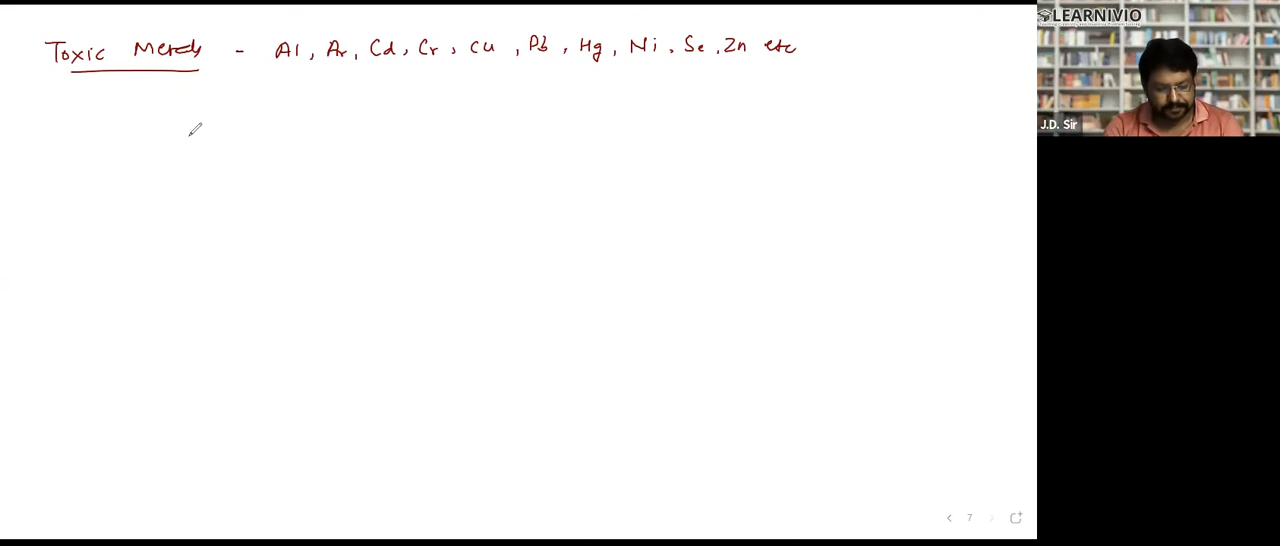 Toxic Metals - Al, Ar, Cd, Cr, Cu, Pb, Hg, Ni, Se, Zn etc
LEARNIVIO
J.D. Sir
7